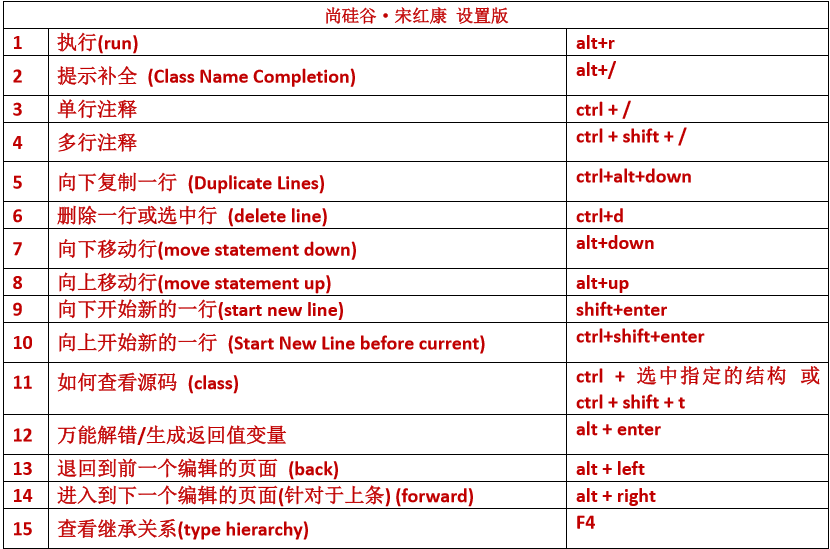 尚硅谷·宋红康 设置版
1 执行(run) alt+r
2 提示补全 (Class Name Completion) alt+/
3 单行注释 ctrl + /
4 多行注释 ctrl + shift + /
5 向下复制一行 (Duplicate Lines) ctrl+alt+down
6 删除一行或选中行 (delete line) ctrl+d
7 向下移动行(move statement down) alt+down
8 向上移动行(move statement up) alt+up
9 向下开始新的一行(start new line) shift+enter
10 向上开始新的一行 (Start New Line before current) ctrl+shift+enter
11 如何查看源码 (class) ctrl + 选中指定的结构 或
ctrl + shift + t
12 万能解错/生成返回值变量 alt + enter
13 退回到前一个编辑的页面 (back) alt + left
14 进入到下一个编辑的页面(针对于上条) (forward) alt + right
15 查看继承关系(type hierarchy) F4